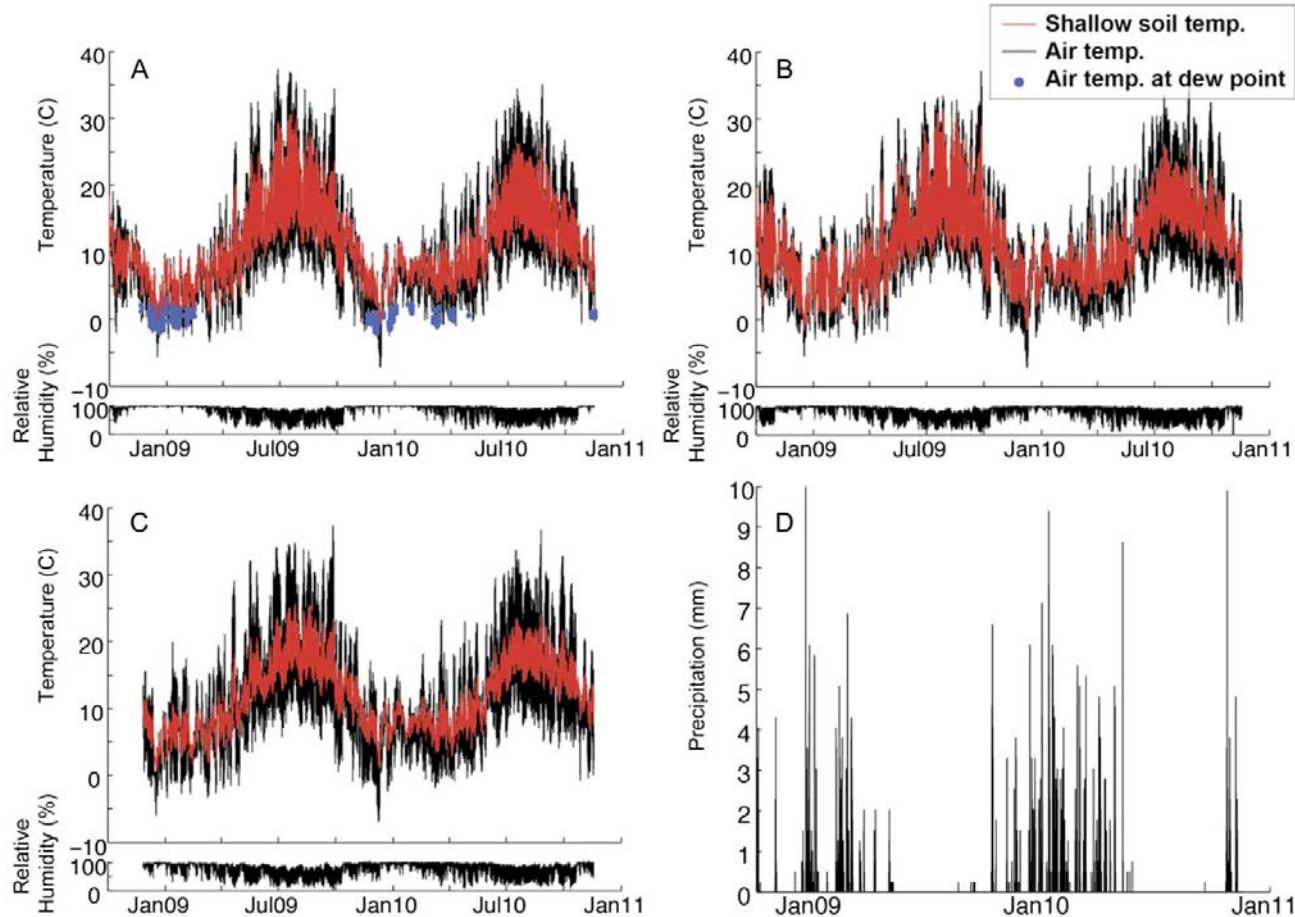 Shallow soil temp.
Air temp.
Air temp. at dew point
A
40
30
20
10
0
−10
Temperature (C)
100
0
Relative
Humidity (%)
Jan09
Jul09
Jan10
Jul10
Jan11
B
40
30
20
10
0
−10
Temperature (C)
100
0
Relative
Humidity (%)
Jan09
Jul09
Jan10
Jul10
Jan11
C
40
30
20
10
0
−10
Temperature (C)
100
0
Relative
Humidity (%)
Jan09
Jul09
Jan10
Jul10
Jan11
D
10
9
8
7
6
5
4
3
2
1
0
Precipitation (mm)
Jan09
Jan10
Jan11